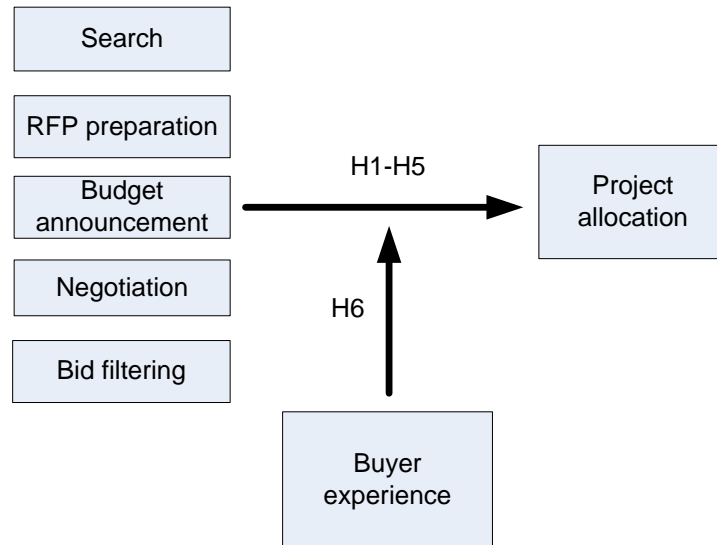 Search
RFP preparation
Budget
announcement
Negotiation
Bid filtering
H1-H5
H6
Project
allocation
Buyer
experience